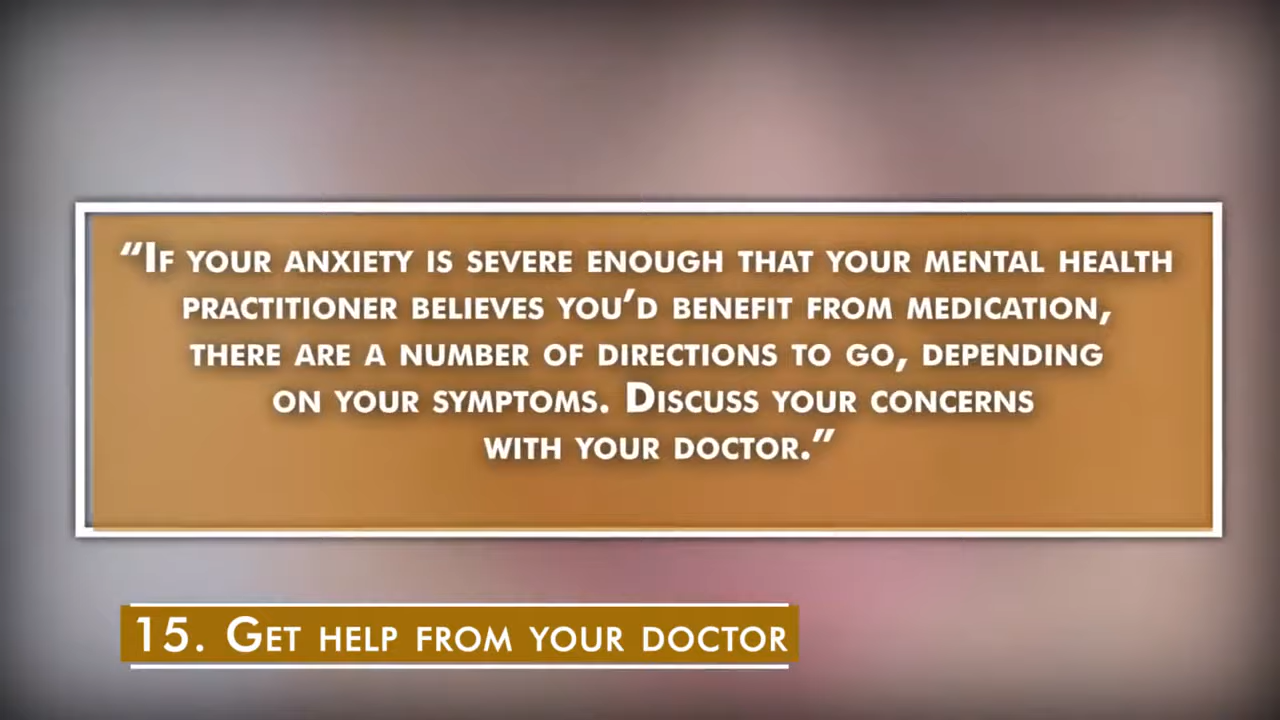 “If your anxiety is severe enough that your mental health
practitioner believes you’d benefit from medication,
there are a number of directions to go, depending
on your symptoms. Discuss your concerns
with your doctor.”
15. Get help from your doctor